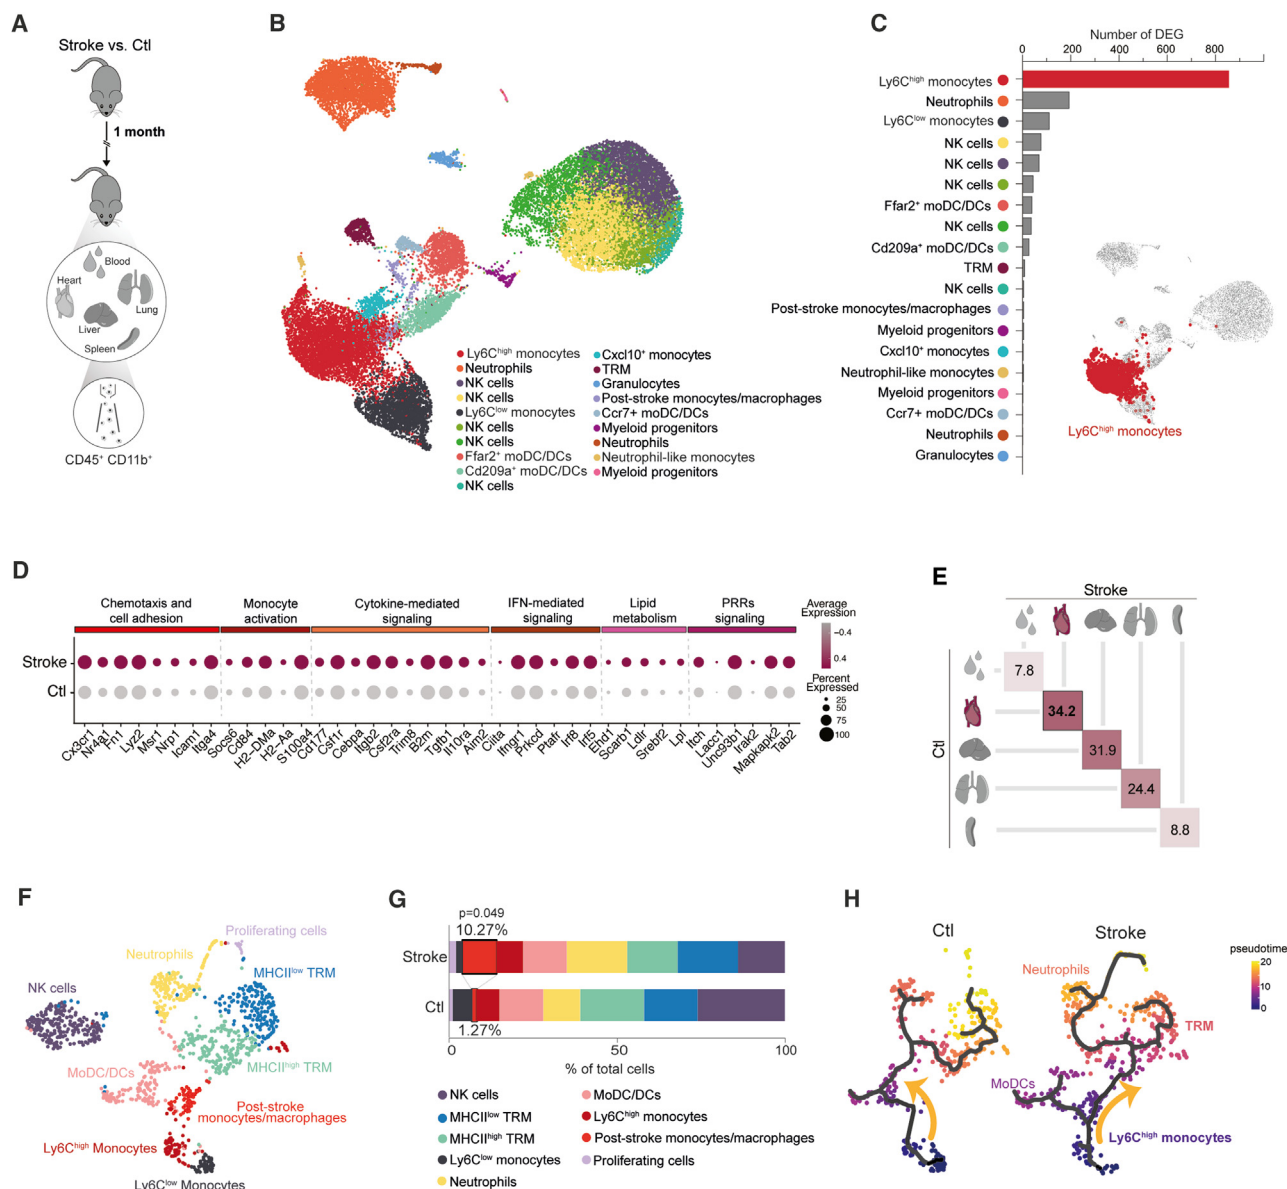 A
Stroke vs. Ctl
1 month
Blood
Heart
Lung
Liver
Spleen
CD45⁺ CD11b⁺
B
Ly6Cʰⁱᵍʰ monocytes
Neutrophils
NK cells
NK cells
Ly6Cˡᵒʷ monocytes
NK cells
NK cells
Ffar2⁺ moDC/DCs
Cd209a⁺ moDC/DCs
NK cells
Cxcl10⁺ monocytes
TRM
Granulocytes
Post-stroke monocytes/macrophages
Ccr7+ moDC/DCs
Myeloid progenitors
Neutrophils
Neutrophil-like monocytes
Myeloid progenitors
C
Number of DEG
0 200 400 600 800
Ly6Cʰⁱᵍʰ monocytes
Neutrophils
Ly6Cˡᵒʷ monocytes
NK cells
NK cells
NK cells
Ffar2⁺ moDC/DCs
NK cells
Cd209a⁺ moDC/DCs
TRM
NK cells
Post-stroke monocytes/macrophages
Myeloid progenitors
Cxcl10⁺ monocytes
Neutrophil-like monocytes
Myeloid progenitors
Ccr7+ moDC/DCs
Neutrophils
Granulocytes
Ly6Cʰⁱᵍʰ monocytes
D
Chemotaxis and
cell adhesion
Monocyte
activation
Cytokine-mediated
signaling
IFN-mediated
signaling
Lipid
metabolism
PRRs
signaling
Stroke
Ctl
Cx3cr1 Nr4a1 Fn1 Lyz2 Msr1 Nrp1 Icam1 Itga4 Socs6 Cd84 H2-DMa H2-Aa S100a4 Cd177 Csf1r Cebpa Itgb2 Csf2ra Trim8 B2m Tgfb1 Il10ra Aim2 Ciita Ifngr1 Prkcd Ptafr Irf8 Irf5 Ehd1 Scarb1 Ldlr Srebf2 Lpl Itch Lacc1 Unc93b1 Irak2 Mapkapk2 Tab2
Average
Expression
−0.4
0.4
Percent
Expressed
25
50
75
100
E
Stroke
Ctl
7.8
34.2
31.9
24.4
8.8
F
Proliferating cells
Neutrophils
MHCIIˡᵒʷ TRM
NK cells
MHCIIʰⁱᵍʰ TRM
MoDC/DCs
Post-stroke
monocytes/macrophages
Ly6Cʰⁱᵍʰ Monocytes
Ly6Cˡᵒʷ Monocytes
G
p=0.049
10.27%
Stroke
Ctl
1.27%
0 50 100
% of total cells
NK cells
MHCIIˡᵒʷ TRM
MHCIIʰⁱᵍʰ TRM
Ly6Cˡᵒʷ monocytes
Neutrophils
MoDC/DCs
Ly6Cʰⁱᵍʰ monocytes
Post-stroke monocytes/macrophages
Proliferating cells
H
Ctl
Stroke
pseudotime
20
10
0
Neutrophils
TRM
MoDCs
Ly6Cʰⁱᵍʰ monocytes